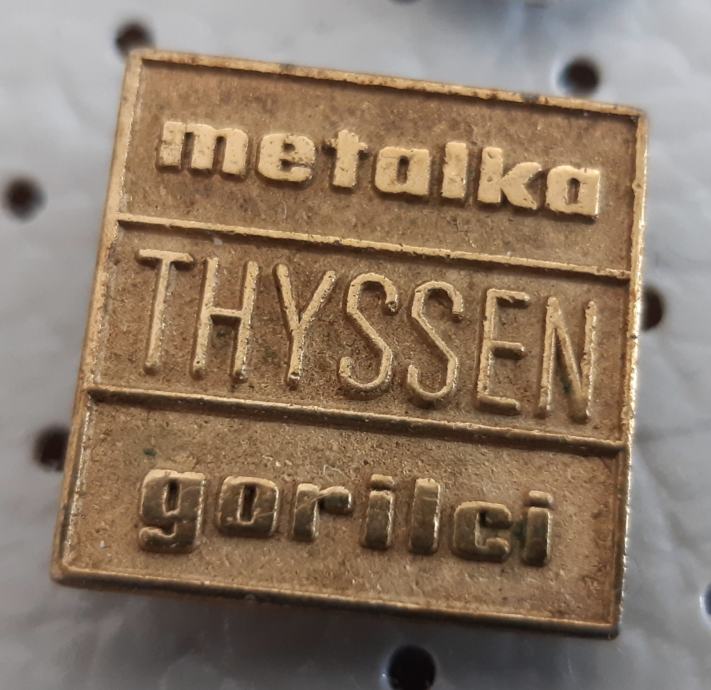 metalka
THYSSEN
gorilci